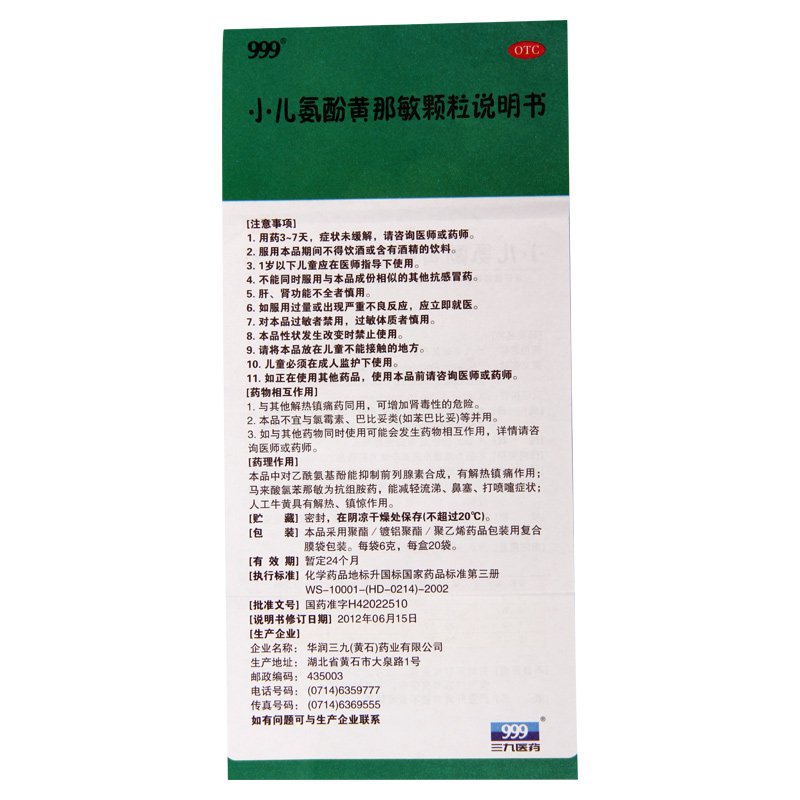 999®
OTC
小儿氨酚黄那敏颗粒说明书
[注意事项]
1. 用药3~7天，症状未缓解，请咨询医师或药师。
2. 服用本品期间不得饮酒或含有酒精的饮料。
3. 1岁以下儿童应在医师指导下使用。
4. 不能同时服用与本品成份相似的其他抗感冒药。
5. 肝、肾功能不全者慎用。
6. 如服用过量或出现严重不良反应，应立即就医。
7. 对本品过敏者禁用，过敏体质者慎用。
8. 本品性状发生改变时禁止使用。
9. 请将本品放在儿童不能接触的地方。
10. 儿童必须在成人监护下使用。
11. 如正在使用其他药品，使用本品前请咨询医师或药师。
[药物相互作用]
1. 与其他解热镇痛药同用，可增加肾毒性的危险。
2. 本品不宜与氯霉素、巴比妥类(如苯巴比妥)等并用。
3. 如与其他药物同时使用可能会发生药物相互作用，详情请咨
询医师或药师。
[药理作用]
本品中对乙酰氨基酚能抑制前列腺素合成，有解热镇痛作用；
马来酸氯苯那敏为抗组胺药，能减轻流涕、鼻塞、打喷嚏症状；
人工牛黄具有解热、镇惊作用。
[贮 藏] 密封，在阴凉干燥处保存(不超过20℃)。
[包 装] 本品采用聚酯／镀铝聚酯／聚乙烯药品包装用复合
膜袋包装。每袋6克，每盒20袋。
[有 效 期] 暂定24个月
[执行标准] 化学药品地标升国标国家药品标准第三册
WS-10001-(HD-0214)-2002
[批准文号] 国药准字H42022510
[说明书修订日期] 2012年06月15日
[生产企业]
企业名称： 华润三九(黄石)药业有限公司
生产地址： 湖北省黄石市大泉路1号
邮政编码： 435003
电话号码： (0714)6359777
传真号码： (0714)6369555
如有问题可与生产企业联系
999®
三九医药